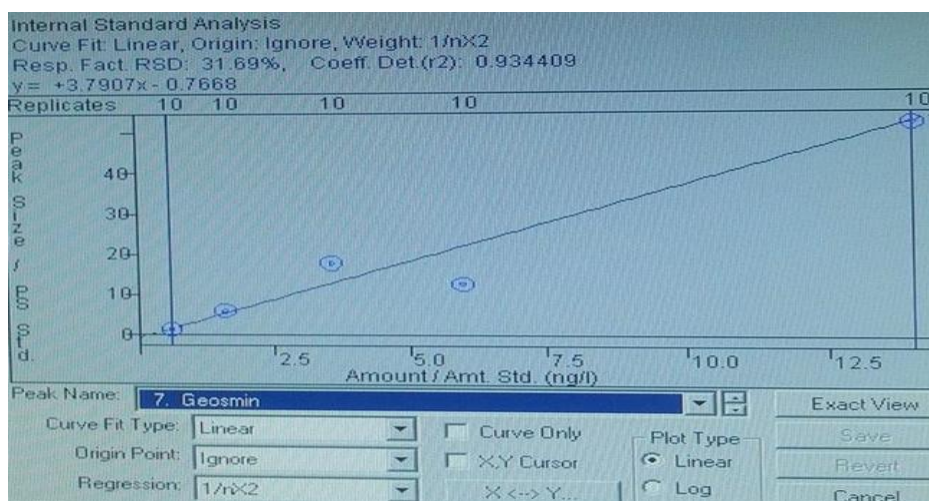 Internal Standard Analysis
Curve Fit: Linear, Origin: Ignore, Weight: 1/nX2
Resp. Fact. RSD: 31.69%, Coeff. Det.(r2): 0.934409
y = +3.7907x - 0.7668
Replicates 10 10 10 10 10
Peak Size / PS Std.
40
30
20
10
0
2.5 5.0 7.5 10.0 12.5
Amount / Amt. Std. (ng/l)
Peak Name: 7. Geosmin
Exact View
Curve Fit Type: Linear
Curve Only
Plot Type
Save
Origin Point: Ignore
X,Y Cursor
Linear
Revert
Regression: 1/nX2
X <--> Y...
Log
Cancel